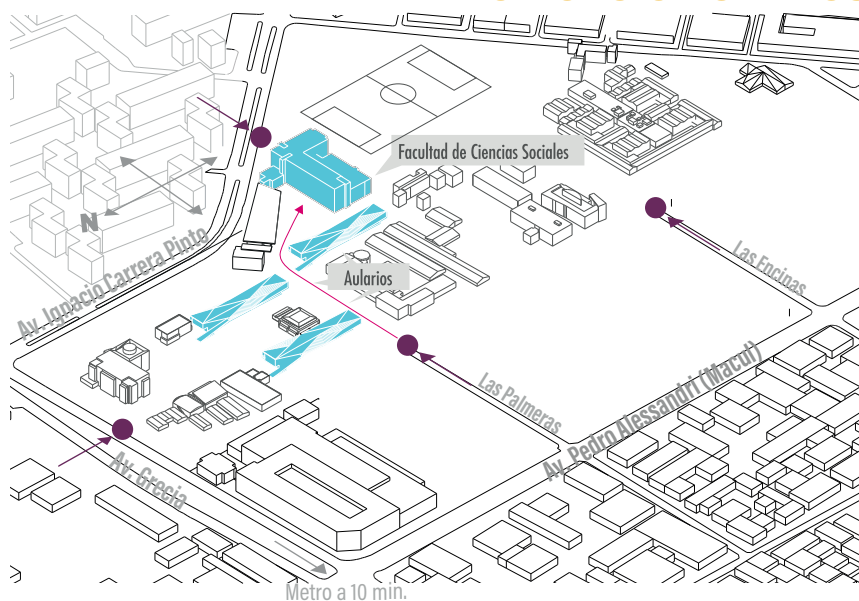 Facultad de Ciencias Sociales
N
Av. Ignacio Carrera Pinto
Las Encinas
Aularios
Las Palmeras
Av. Pedro Alessandri (Macul)
Av. Grecia
Metro a 10 min.